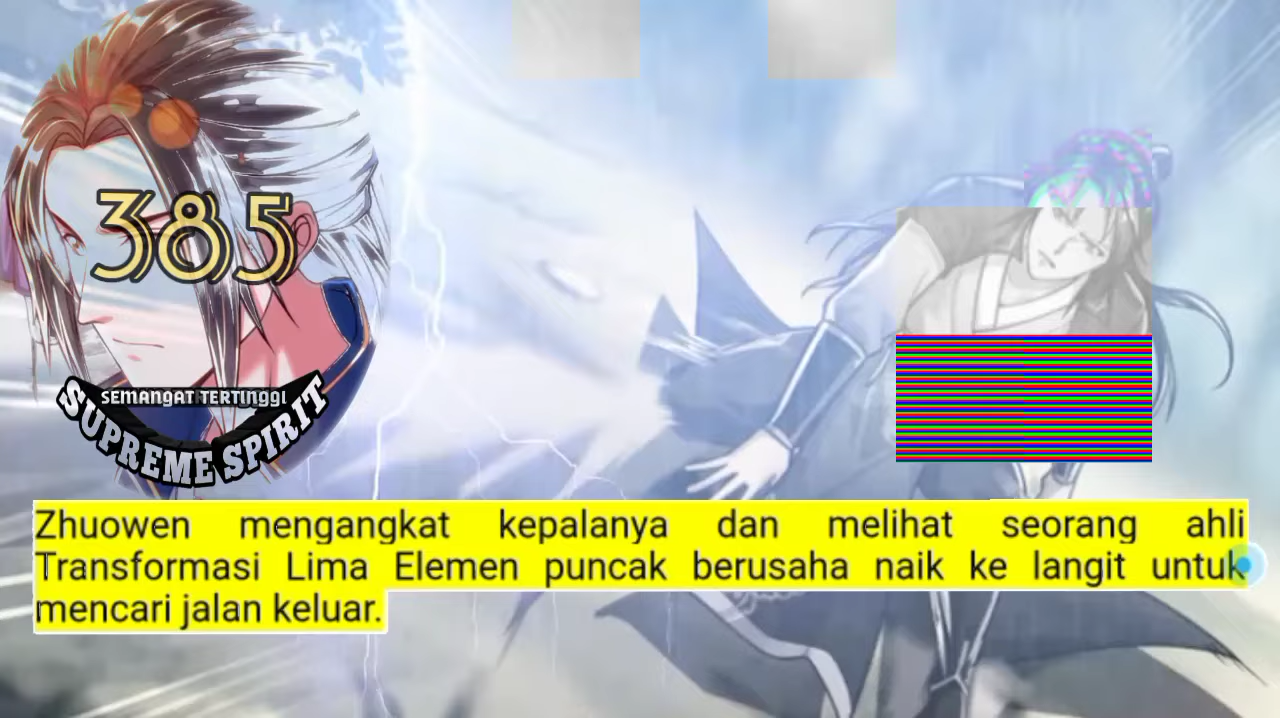 385
SEMANGAT TERTINGGI
SUPREME SPIRIT
Zhuowen mengangkat kepalanya dan melihat seorang ahli
Transformasi Lima Elemen puncak berusaha naik ke langit untuk
mencari jalan keluar.